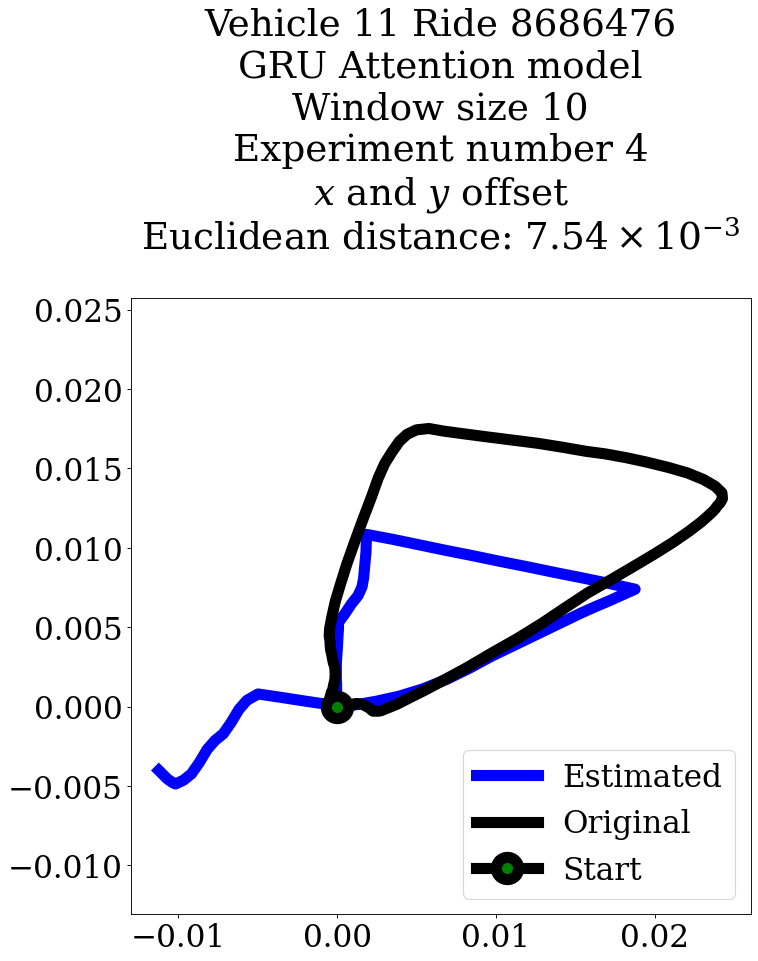 Vehicle 11 Ride 8686476
GRU Attention model
Window size 10
Experiment number 4
x and y offset
Euclidean distance: 7.54 × 10⁻³
0.025
0.020
0.015
0.010
0.005
0.000
−0.005
−0.010
−0.01 0.00 0.01 0.02
Estimated
Original
Start